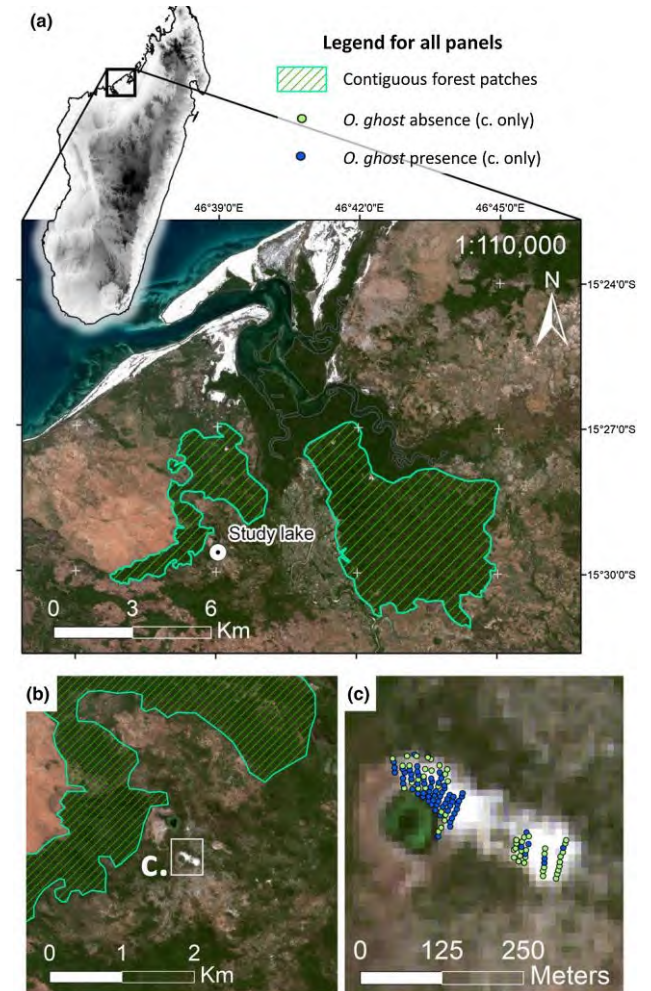 (a)
Legend for all panels
Contiguous forest patches
O. ghost absence (c. only)
O. ghost presence (c. only)
46°39'0"E
46°42'0"E
46°45'0"E
1:110,000
N
15°24'0"S
15°27'0"S
Study lake
15°30'0"S
0 3 6
Km
(b)
c.
0 1 2
Km
(c)
0 125 250
Meters